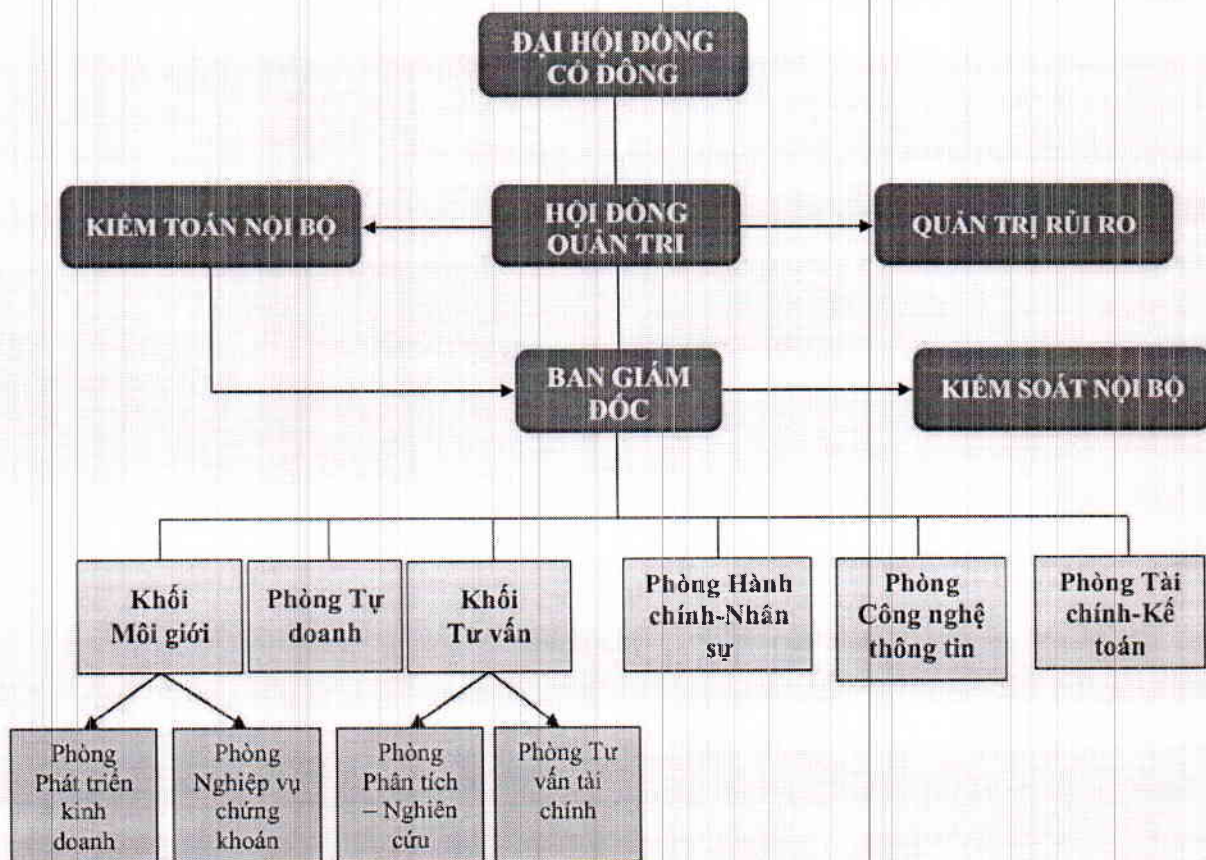 ĐẠI HỘI ĐỒNG
CỔ ĐÔNG
KIỂM TOÁN NỘI BỘ
HỘI ĐỒNG
QUẢN TRỊ
QUẢN TRỊ RỦI RO
BAN GIÁM
ĐỐC
KIỂM SOÁT NỘI BỘ
Khối
Môi giới
Phòng Tự
doanh
Khối
Tư vấn
Phòng Hành
chính-Nhân
sự
Phòng
Công nghệ
thông tin
Phòng Tài
chính-Kế
toán
Phòng
Phát triển
kinh
doanh
Phòng
Nghiệp vụ
chứng
khoán
Phòng
Phân tích
– Nghiên
cứu
Phòng Tư
vấn tài
chính